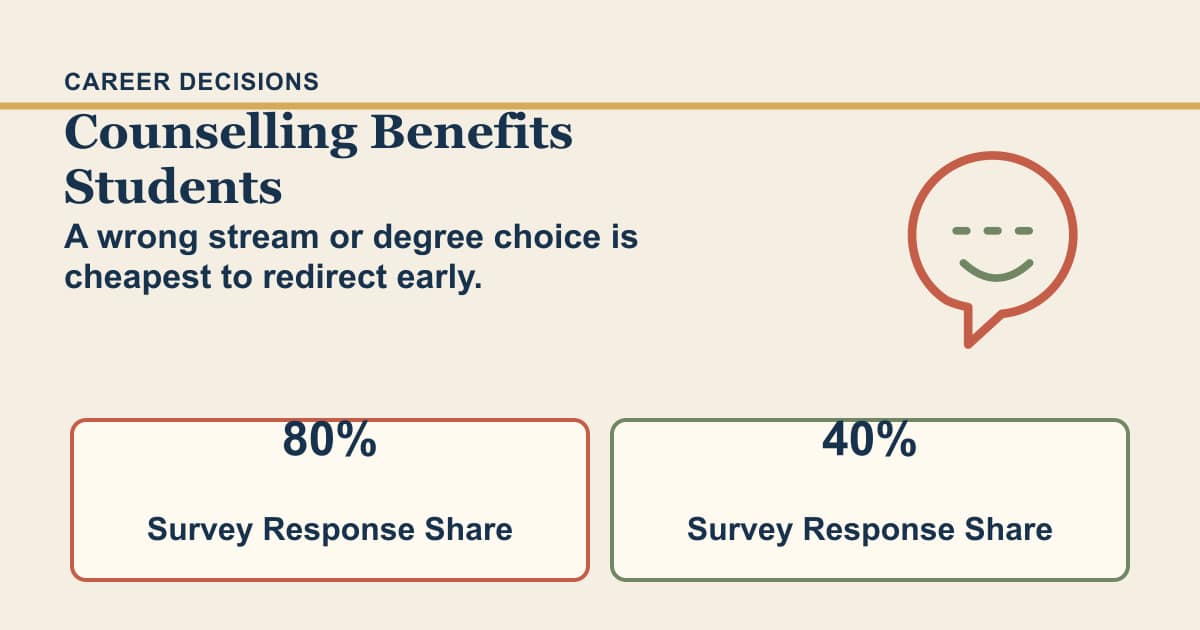 CAREER DECISIONS
Counselling Benefits
Students
A wrong stream or degree choice is
cheapest to redirect early.
80%
Survey Response Share
40%
Survey Response Share